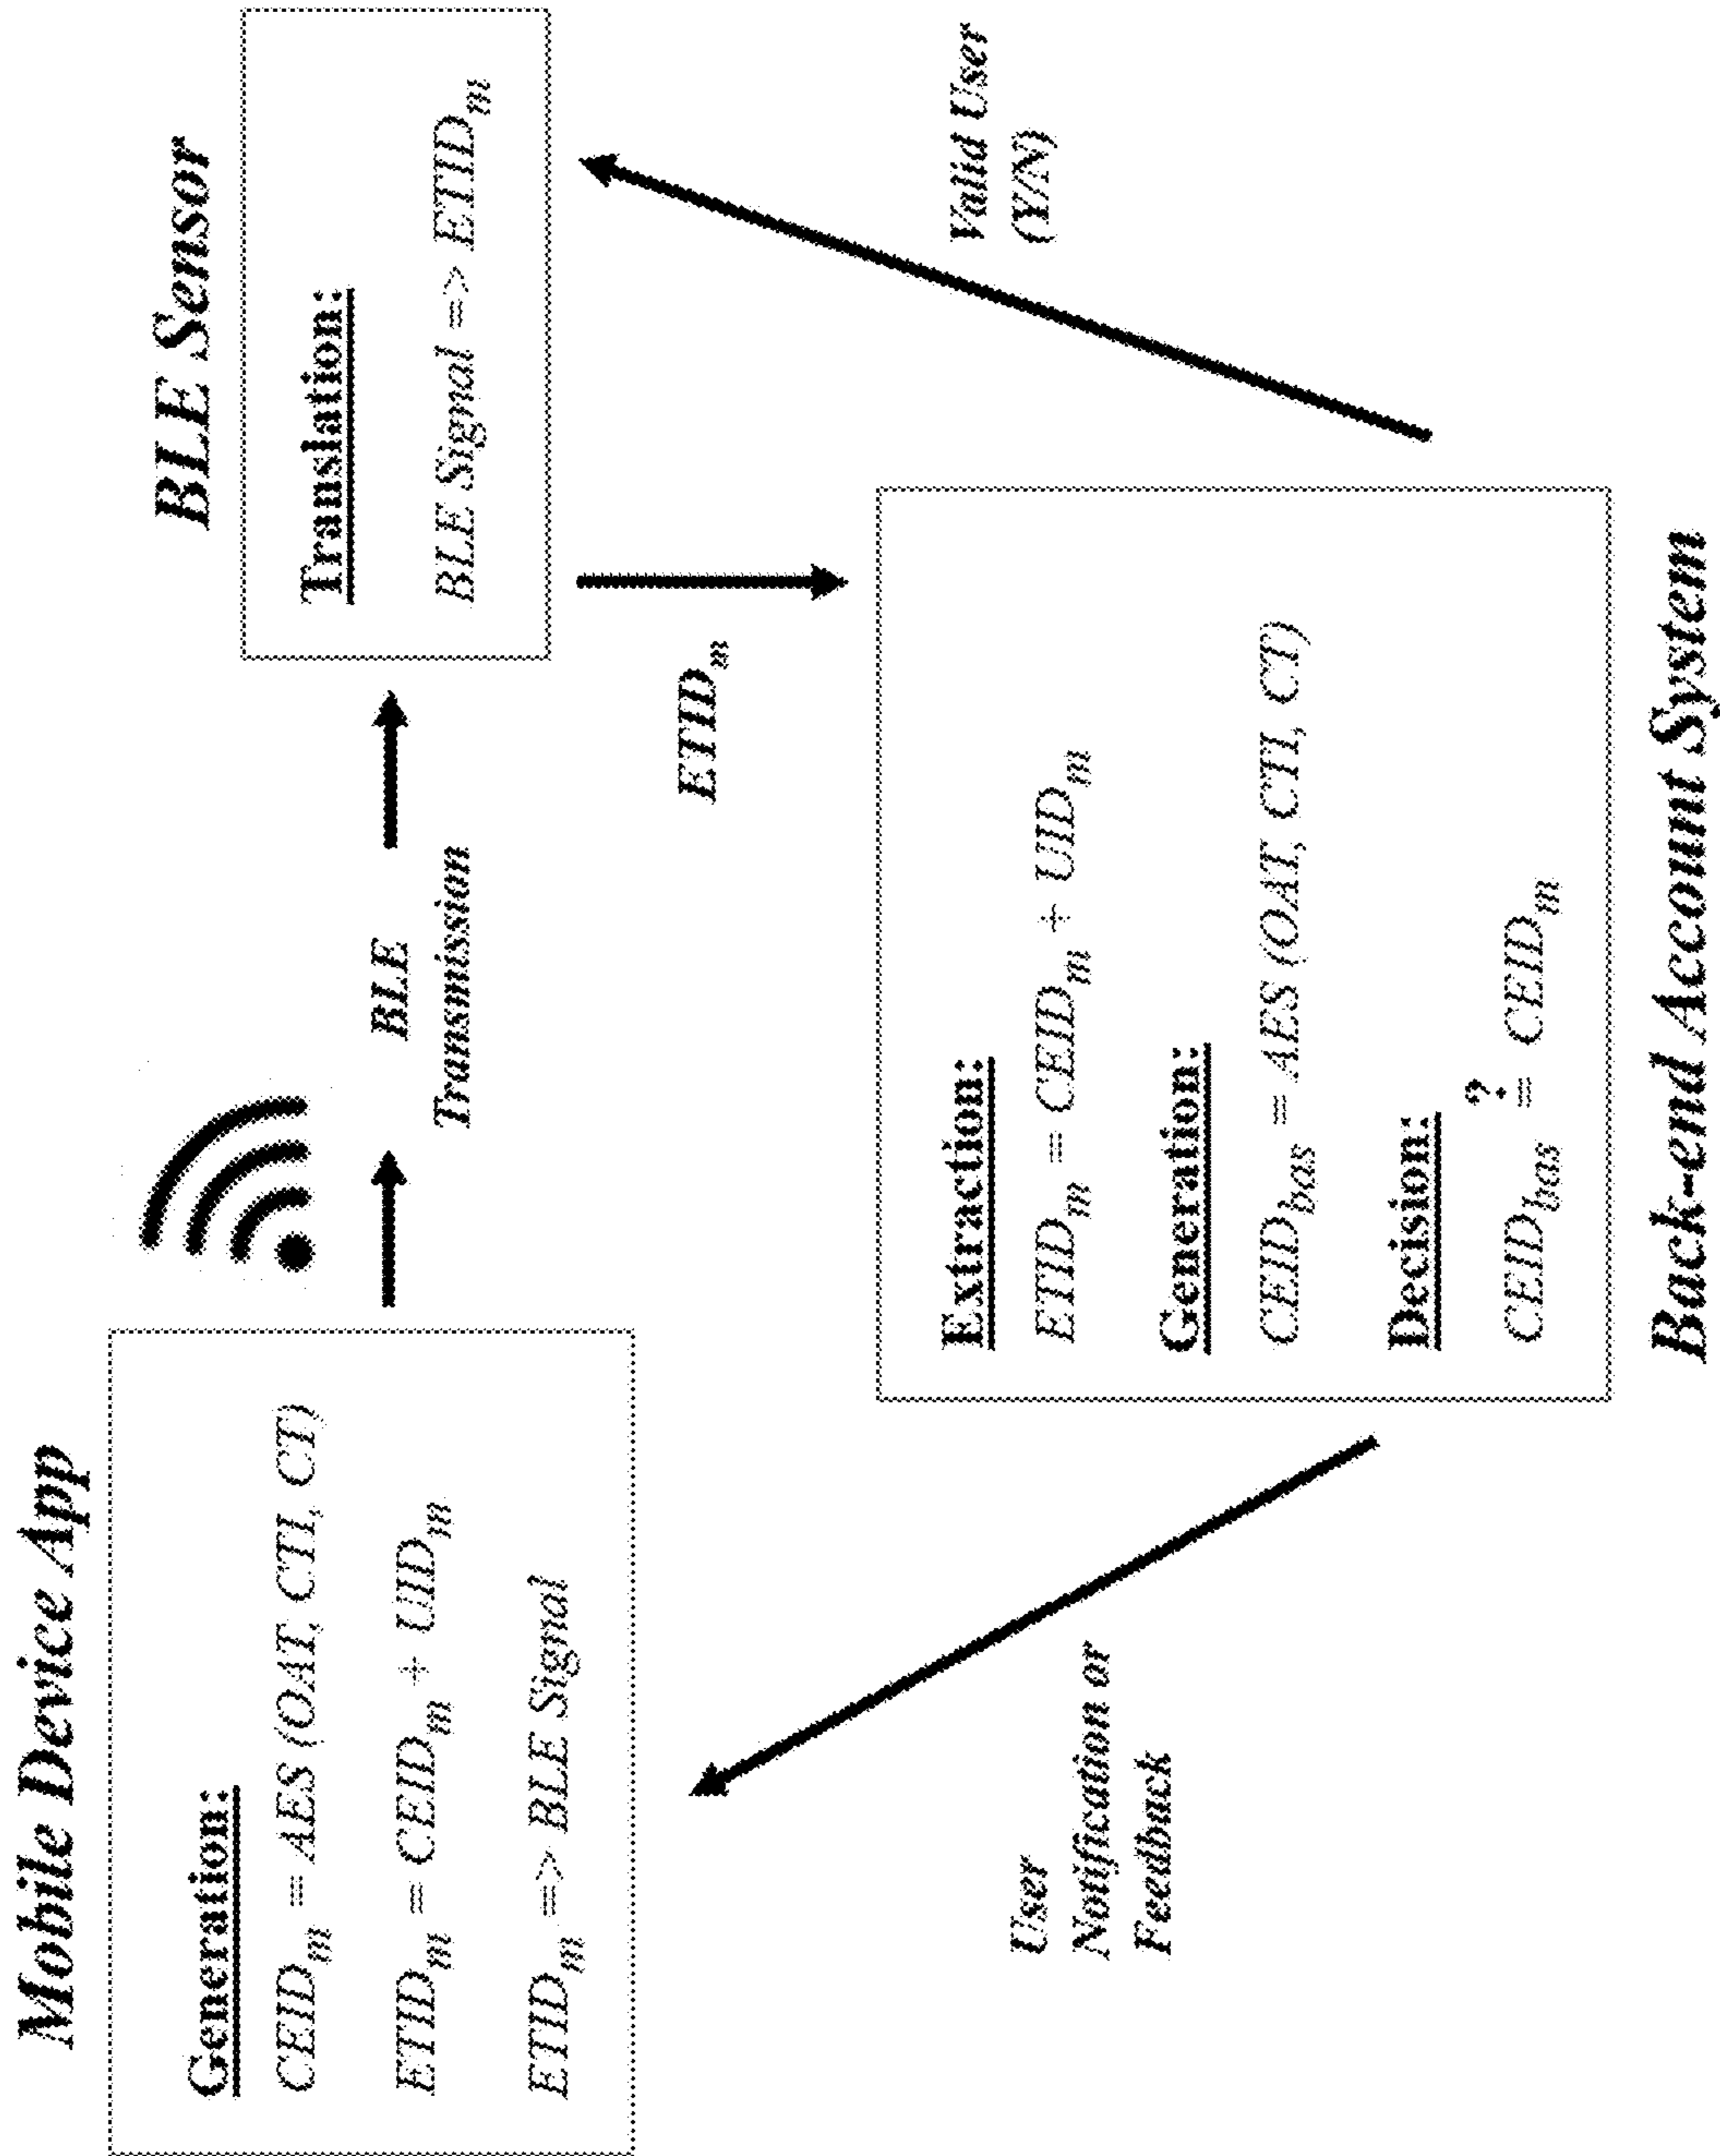 Mobile Device App
Generation:
CEID_m = AES (OAT, CTI, CT)
ETID_m = CEID_m + UID_m
ETID_m => BLE Signal
BLE
Transmission
BLE Sensor
Translation:
BLE Signal => ETID_m
ETID_m
Extraction:
ETID_m = CEID_m + UID_m
Generation:
CEID_bas = AES (OAT, CTI, CT)
Decision:
?
CEID_bas = CEID_m
Back-end Account System
User
Notification or
Feedback
Valid User
(Y/N)